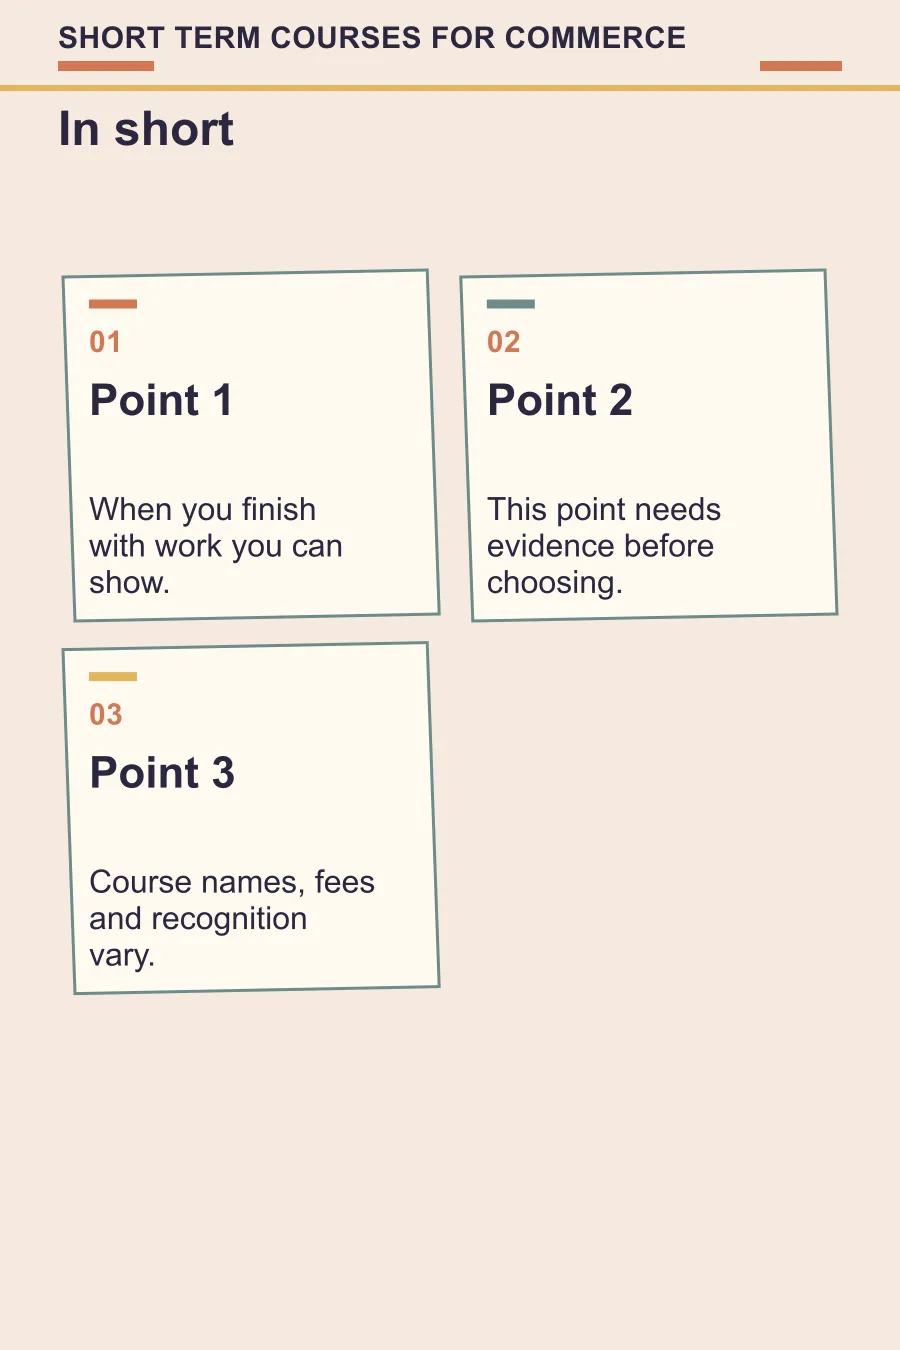 SHORT TERM COURSES FOR COMMERCE
In short
01
Point 1
When you finish
with work you can
show.
02
Point 2
This point needs
evidence before
choosing.
03
Point 3
Course names, fees
and recognition
vary.